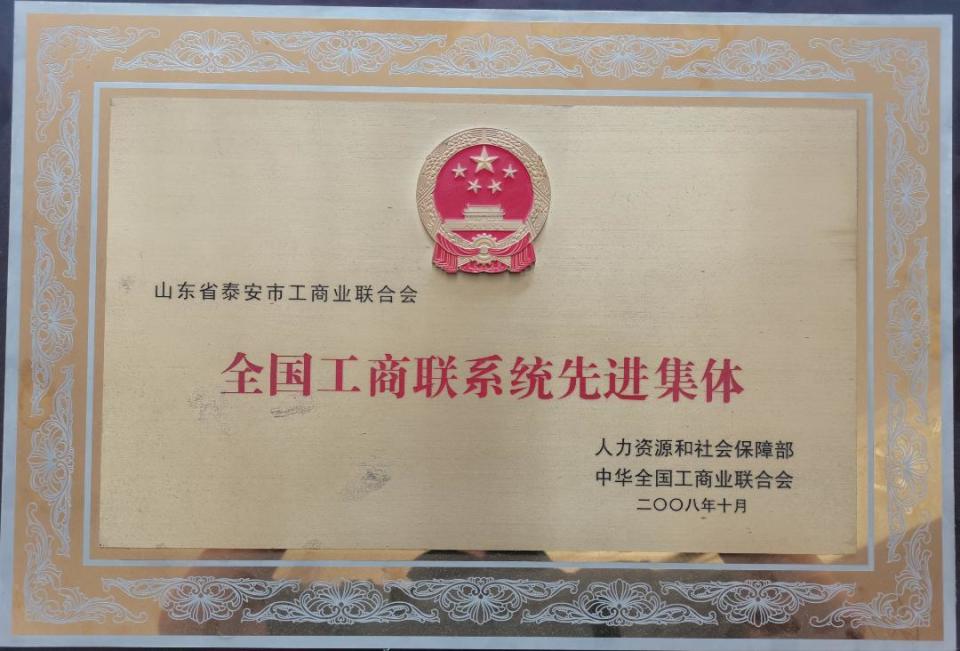 山东省泰安市工商业联合会
全国工商联系统先进集体
人力资源和社会保障部
中华全国工商业联合会
二〇〇八年十月